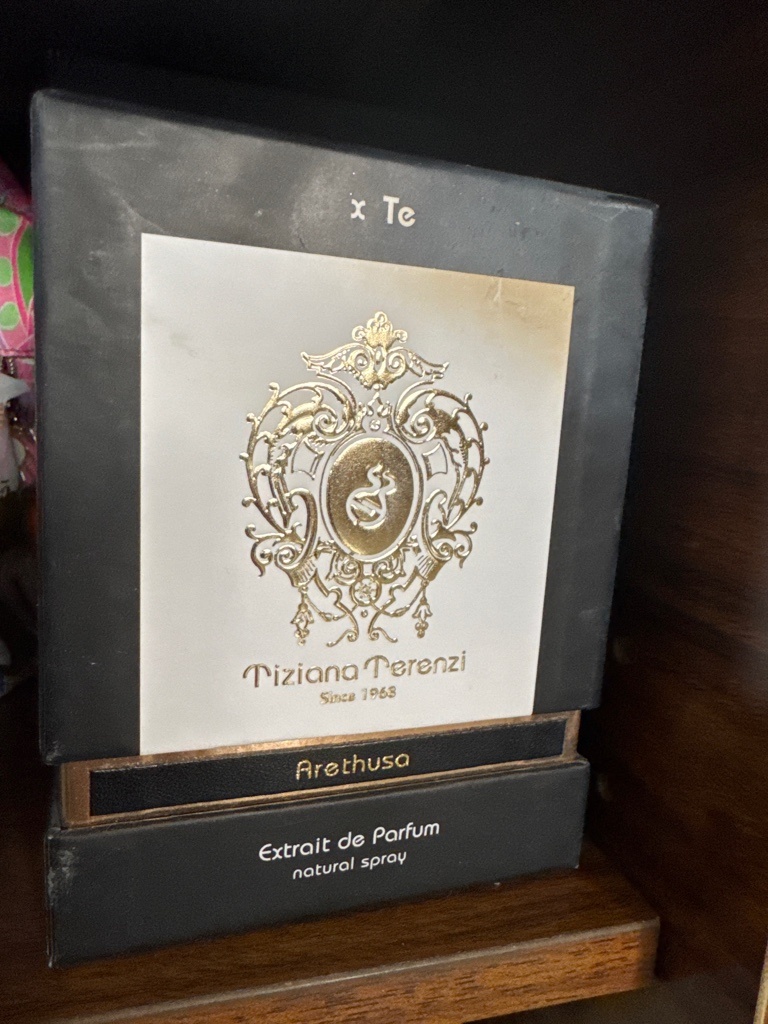 x Te
Tiziana Terenzi
Since 1968
Arethusa
Extrait de Parfum
natural spray